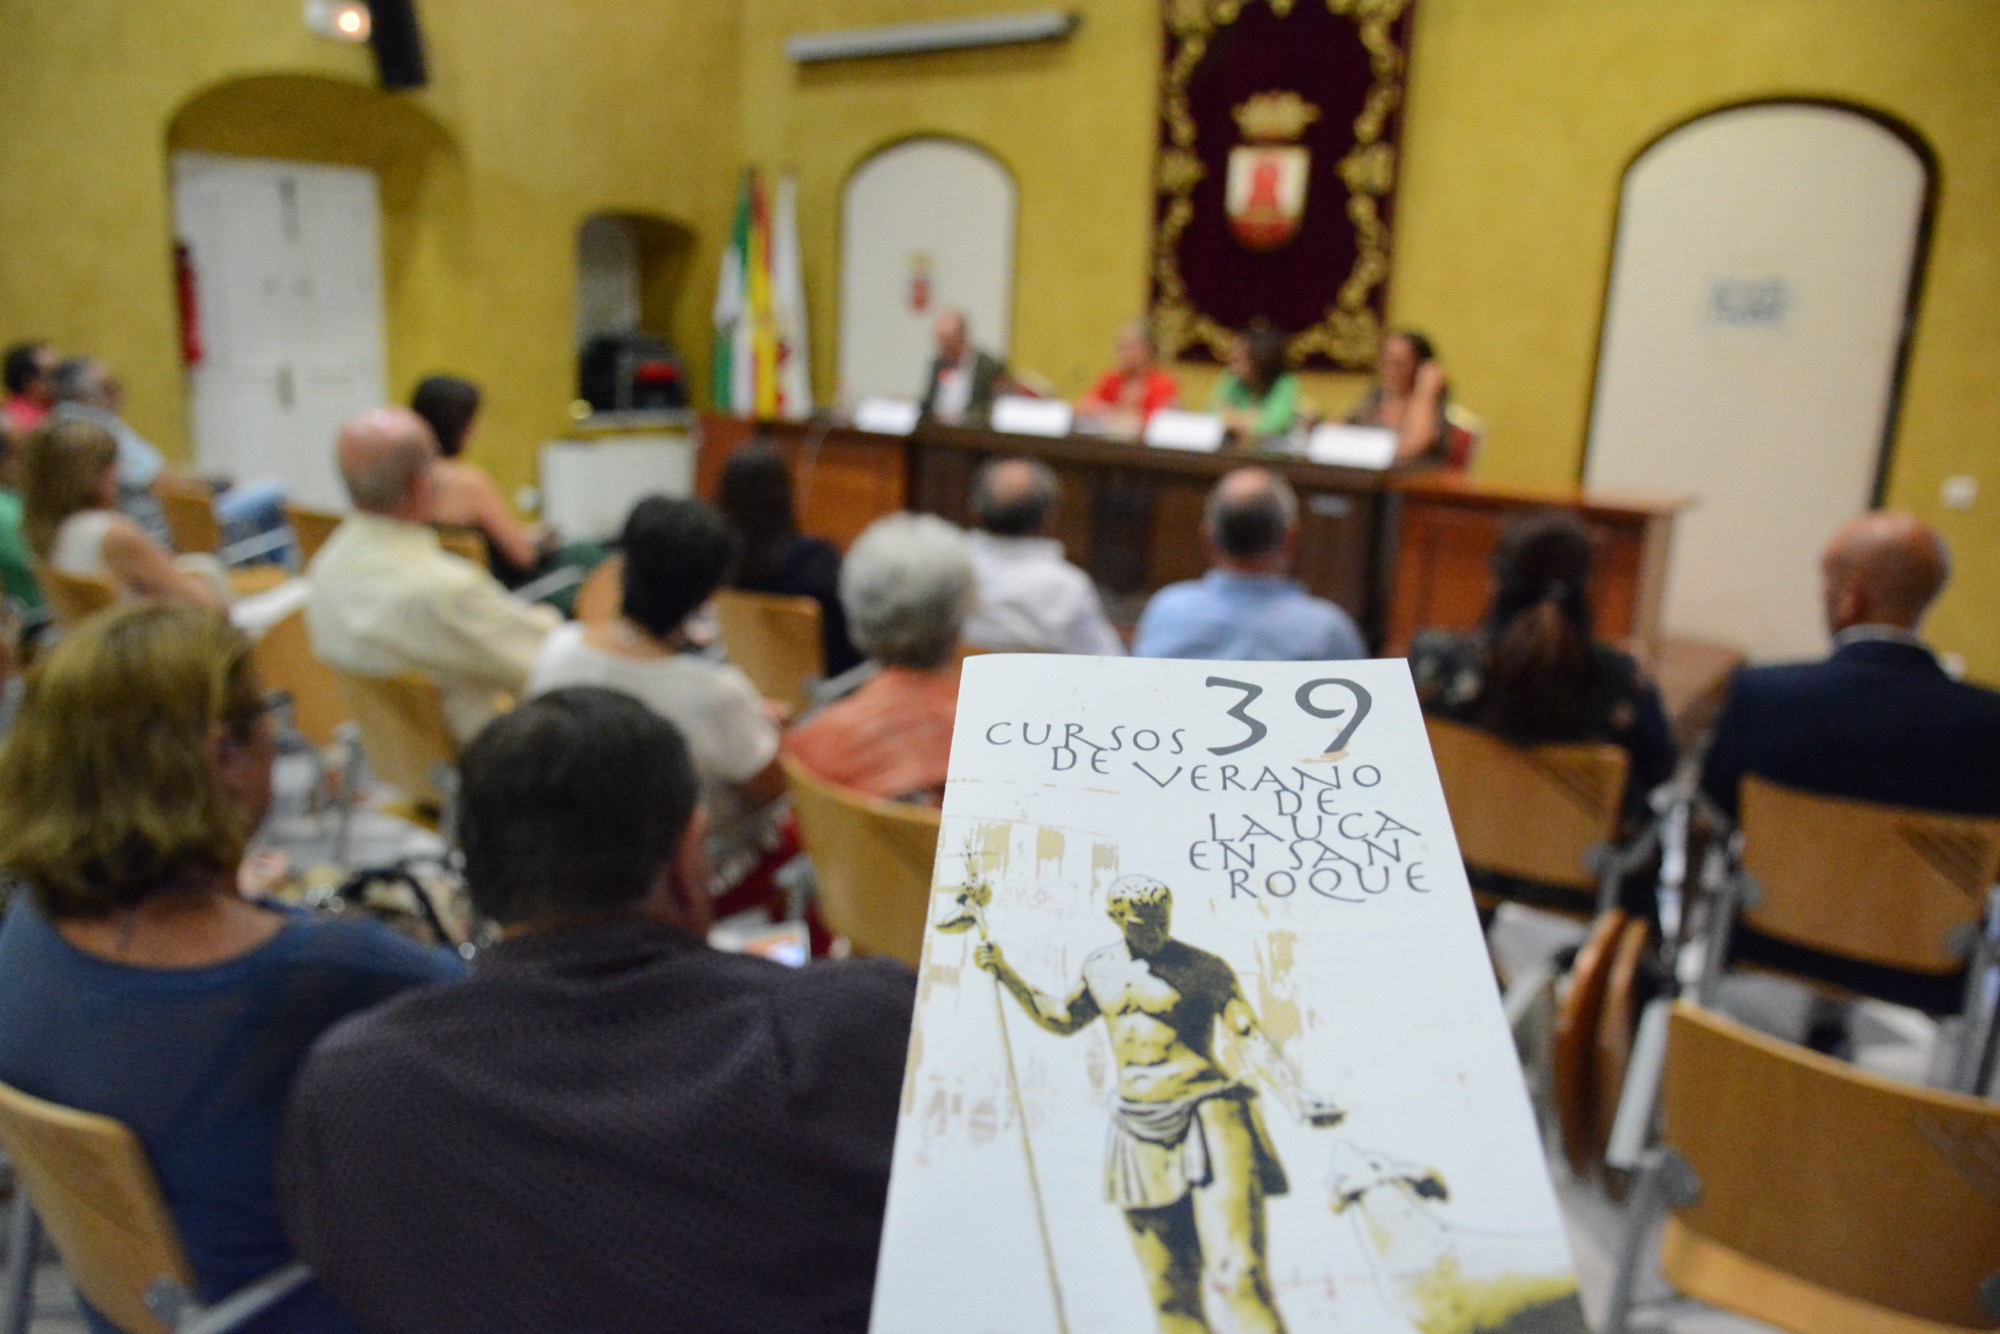 39
CURSOS
DE VERANO
DE
LA UCA
EN SAN
ROQUE